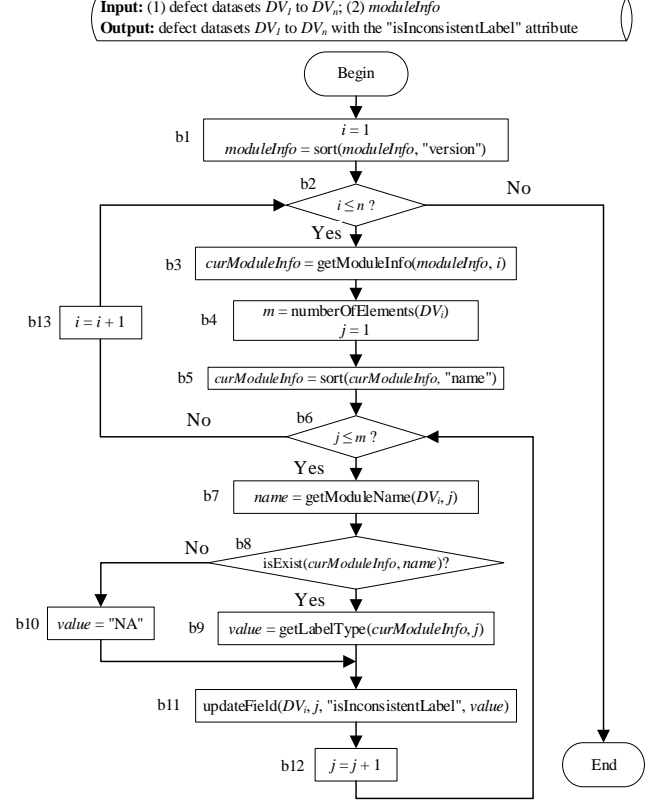 Input: (1) defect datasets DV1 to DVn; (2) moduleInfo
Output: defect datasets DV1 to DVn with the "isInconsistentLabel" attribute
Begin
b1
i = 1
moduleInfo = sort(moduleInfo, "version")
b2
i ≤ n ?
No
Yes
b3
curModuleInfo = getModuleInfo(moduleInfo, i)
b4
m = numberOfElements(DVi)
j = 1
b13
i = i + 1
b5
curModuleInfo = sort(curModuleInfo, "name")
b6
No
j ≤ m ?
Yes
b7
name = getModuleName(DVi, j)
b8
No
isExist(curModuleInfo, name)?
Yes
b10
value = "NA"
b9
value = getLabelType(curModuleInfo, j)
b11
updateField(DVi, j, "isInconsistentLabel", value)
b12
j = j + 1
End